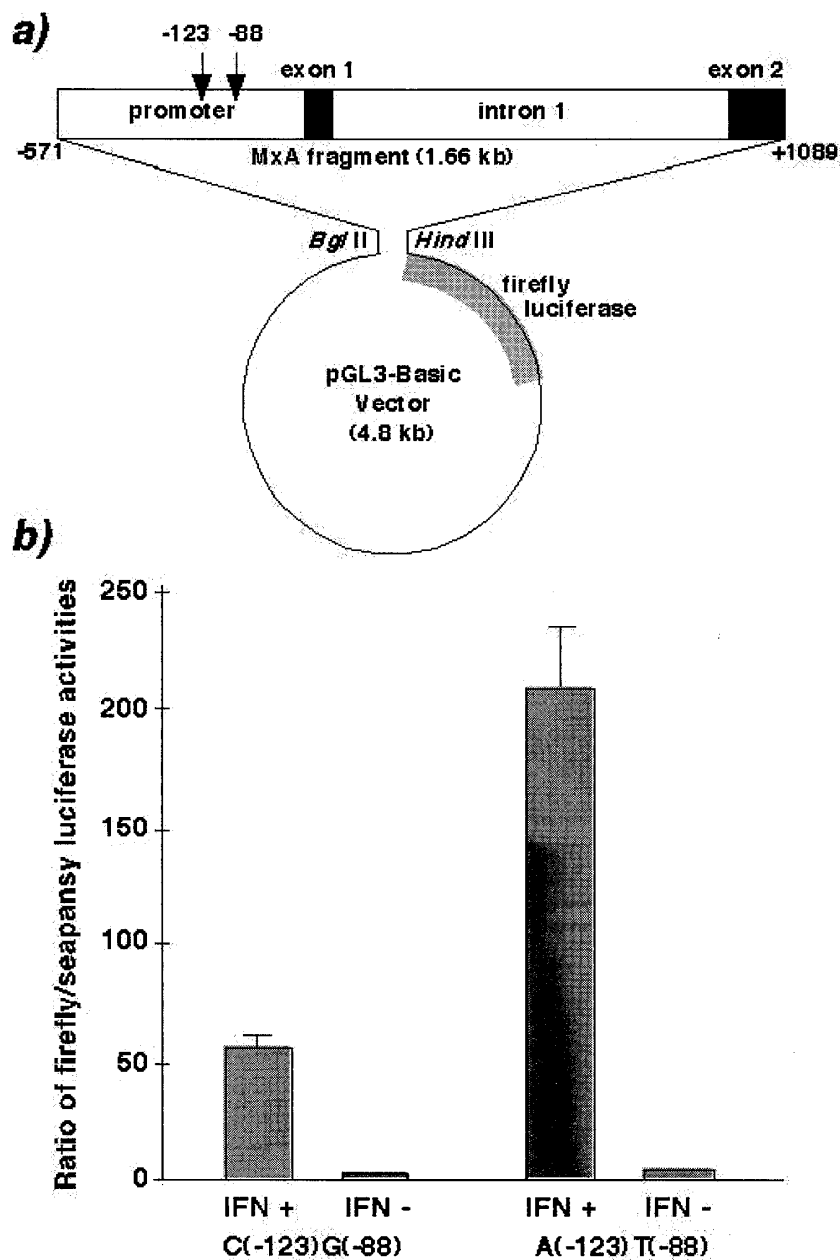 a)
-123 -88
exon 1 exon 2
promoter intron 1
-571 MxA fragment (1.66 kb) +1089
Bgl II Hind III
firefly
luciferase
pGL3-Basic
Vector
(4.8 kb)
b)
Ratio of firefly/seapansy luciferase activities
250
200
150
100
50
0
IFN + IFN - IFN + IFN -
C(-123)G(-88) A(-123)T(-88)